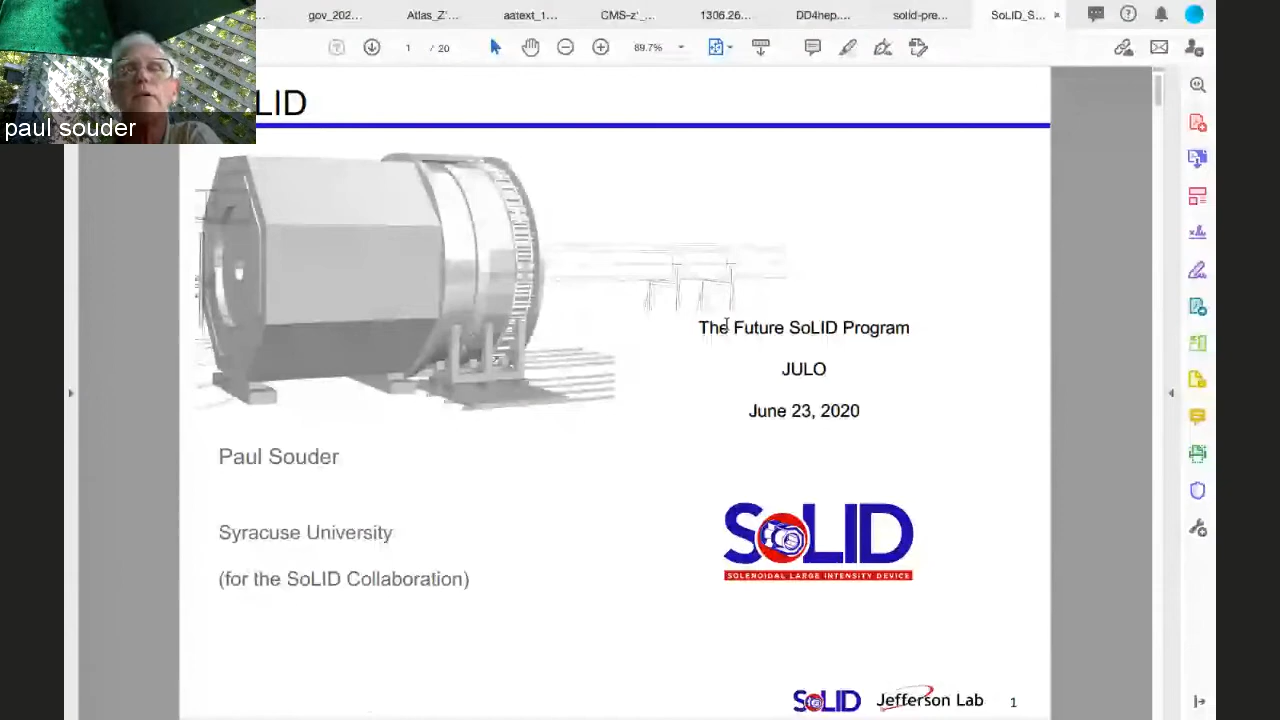 gov_202...
Atlas_Z'...
aatext_1...
CMS-z'_...
1306.26...
DD4hep....
solid-pre...
SoLID_S...
1 / 20
89.7%
paul souder
LID
The Future SoLID Program
JULO
June 23, 2020
Paul Souder
Syracuse University
(for the SoLID Collaboration)
SoLID
SOLENOIDAL LARGE INTENSITY DEVICE
SoLID Jefferson Lab 1